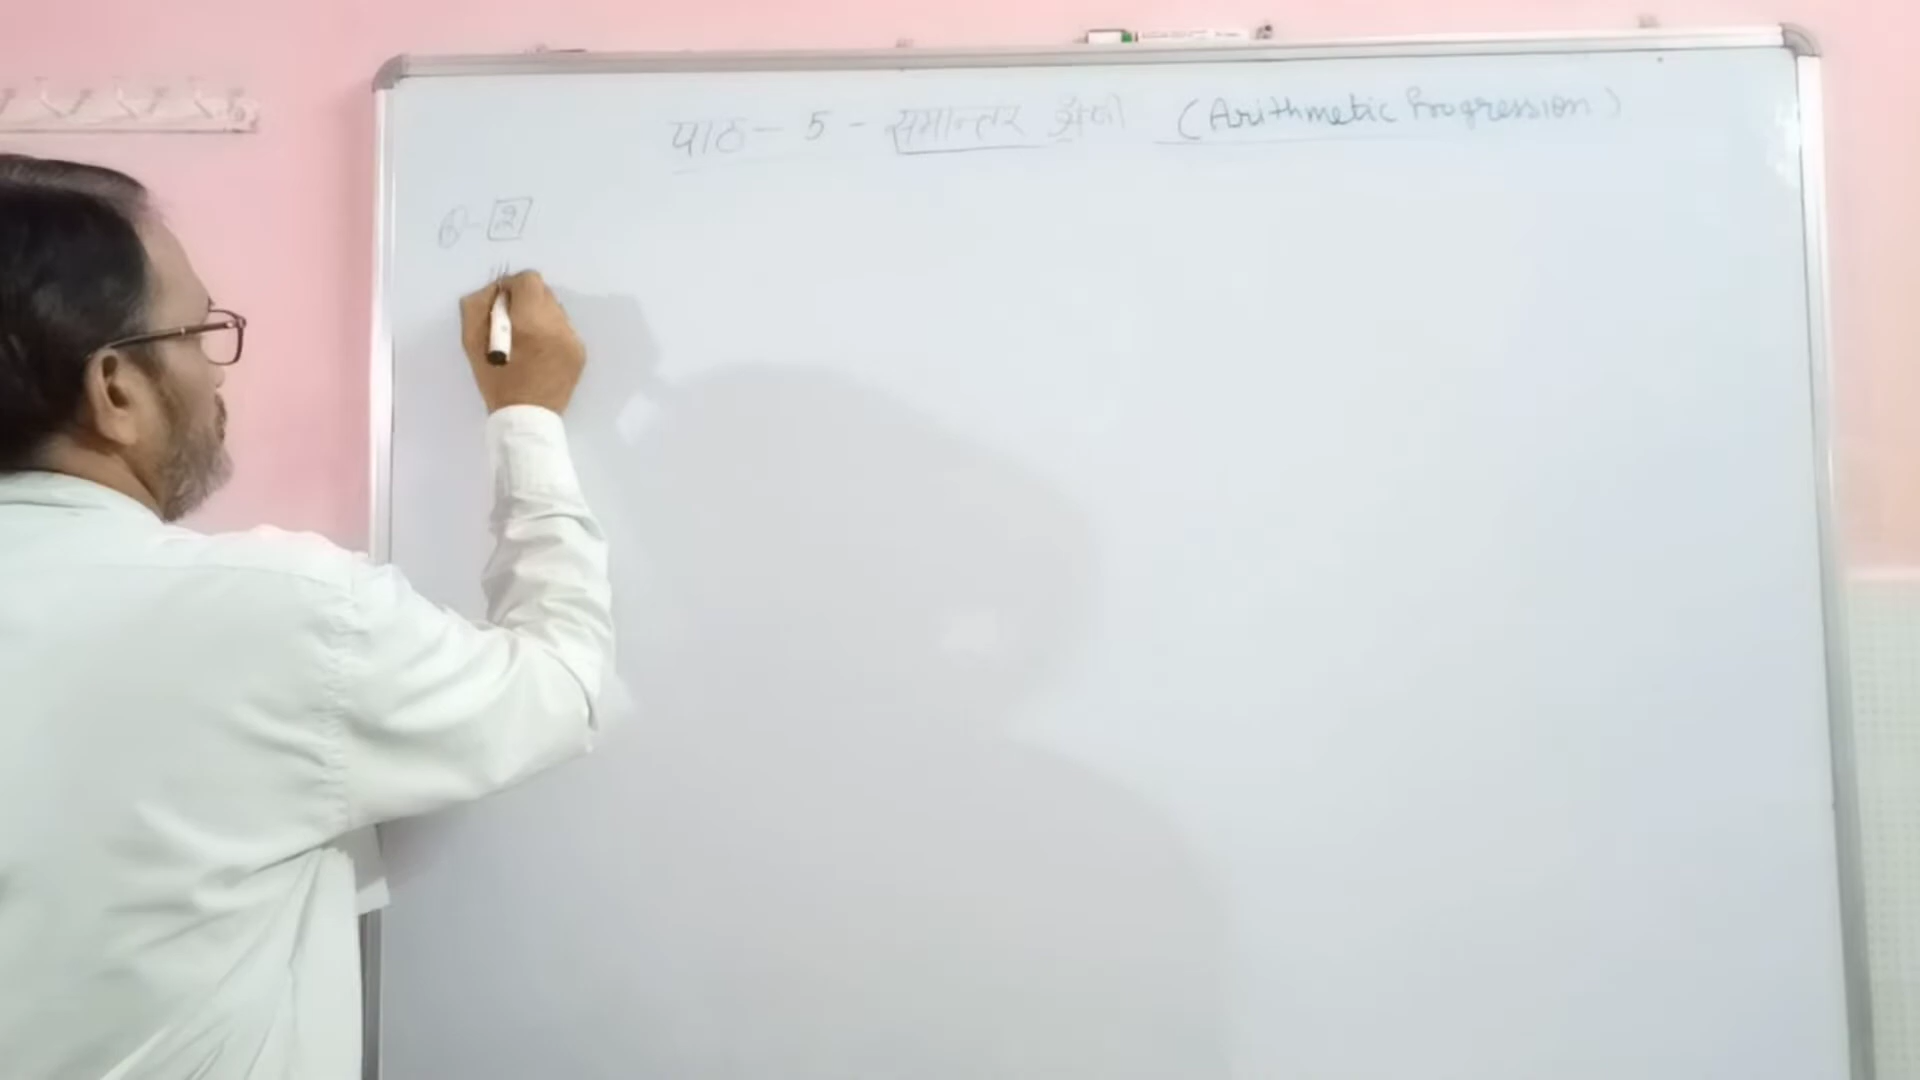 पाठ - 5 - समान्तर श्रेणी (Arithmetic Progression)
Q - 2